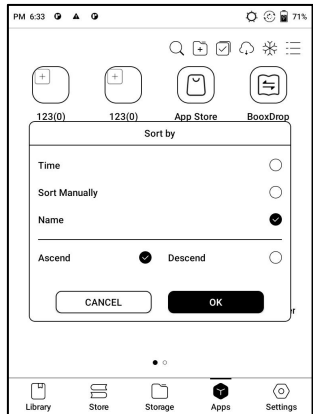 PM 6:33 71%
123(0) 123(0) App Store BooxDrop
Sort by
Time
Sort Manually
Name
Ascend Descend
CANCEL OK
er
Library Store Storage Apps Settings